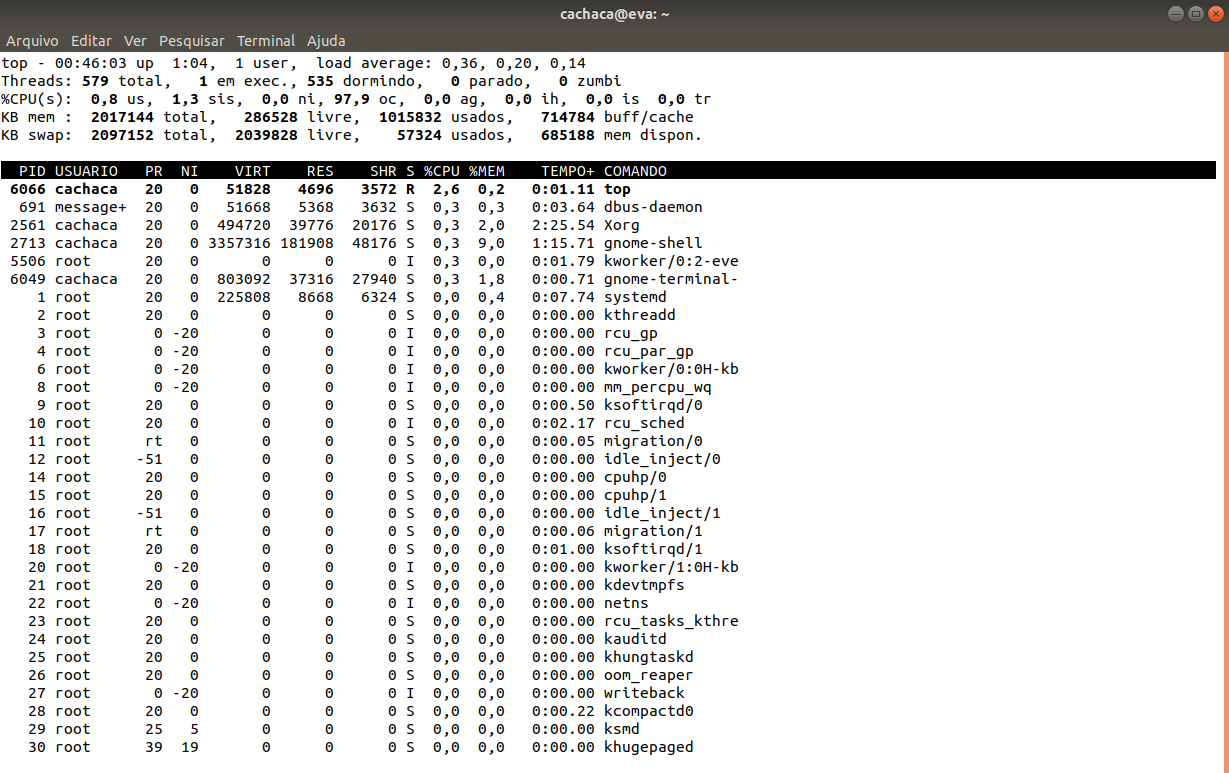 cachaca@eva: ~
Arquivo Editar Ver Pesquisar Terminal Ajuda
top - 00:46:03 up  1:04,  1 user,  load average: 0,36, 0,20, 0,14
Threads: 579 total,   1 em exec., 535 dormindo,   0 parado,   0 zumbi
%CPU(s):  0,8 us,  1,3 sis,  0,0 ni, 97,9 oc,  0,0 ag,  0,0 ih,  0,0 is  0,0 tr
KB mem :  2017144 total,   286528 livre,  1015832 usados,   714784 buff/cache
KB swap:  2097152 total,  2039828 livre,    57324 usados,   685188 mem dispon.
PID USUARIO   PR  NI    VIRT    RES    SHR S %CPU %MEM    TEMPO+ COMANDO
6066 cachaca   20   0   51828   4696   3572 R  2,6  0,2   0:01.11 top
691 message+  20   0   51668   5368   3632 S  0,3  0,3   0:03.64 dbus-daemon
2561 cachaca   20   0  494720  39776  20176 S  0,3  2,0   2:25.54 Xorg
2713 cachaca   20   0 3357316 181908  48176 S  0,3  9,0   1:15.71 gnome-shell
5506 root      20   0       0      0      0 I  0,3  0,0   0:01.79 kworker/0:2-eve
6049 cachaca   20   0  803092  37316  27940 S  0,3  1,8   0:00.71 gnome-terminal-
1 root      20   0  225808   8668   6324 S  0,0  0,4   0:07.74 systemd
2 root      20   0       0      0      0 S  0,0  0,0   0:00.00 kthreadd
3 root       0 -20       0      0      0 I  0,0  0,0   0:00.00 rcu_gp
4 root       0 -20       0      0      0 I  0,0  0,0   0:00.00 rcu_par_gp
6 root       0 -20       0      0      0 I  0,0  0,0   0:00.00 kworker/0:0H-kb
8 root       0 -20       0      0      0 I  0,0  0,0   0:00.00 mm_percpu_wq
9 root      20   0       0      0      0 S  0,0  0,0   0:00.50 ksoftirqd/0
10 root      20   0       0      0      0 I  0,0  0,0   0:02.17 rcu_sched
11 root      rt   0       0      0      0 S  0,0  0,0   0:00.05 migration/0
12 root     -51   0       0      0      0 S  0,0  0,0   0:00.00 idle_inject/0
14 root      20   0       0      0      0 S  0,0  0,0   0:00.00 cpuhp/0
15 root      20   0       0      0      0 S  0,0  0,0   0:00.00 cpuhp/1
16 root     -51   0       0      0      0 S  0,0  0,0   0:00.00 idle_inject/1
17 root      rt   0       0      0      0 S  0,0  0,0   0:00.06 migration/1
18 root      20   0       0      0      0 S  0,0  0,0   0:01.00 ksoftirqd/1
20 root       0 -20       0      0      0 I  0,0  0,0   0:00.00 kworker/1:0H-kb
21 root      20   0       0      0      0 S  0,0  0,0   0:00.00 kdevtmpfs
22 root       0 -20       0      0      0 I  0,0  0,0   0:00.00 netns
23 root      20   0       0      0      0 S  0,0  0,0   0:00.00 rcu_tasks_kthre
24 root      20   0       0      0      0 S  0,0  0,0   0:00.00 kauditd
25 root      20   0       0      0      0 S  0,0  0,0   0:00.00 khungtaskd
26 root      20   0       0      0      0 S  0,0  0,0   0:00.00 oom_reaper
27 root       0 -20       0      0      0 I  0,0  0,0   0:00.00 writeback
28 root      20   0       0      0      0 S  0,0  0,0   0:00.22 kcompactd0
29 root      25   5       0      0      0 S  0,0  0,0   0:00.00 ksmd
30 root      39  19       0      0      0 S  0,0  0,0   0:00.00 khugepaged